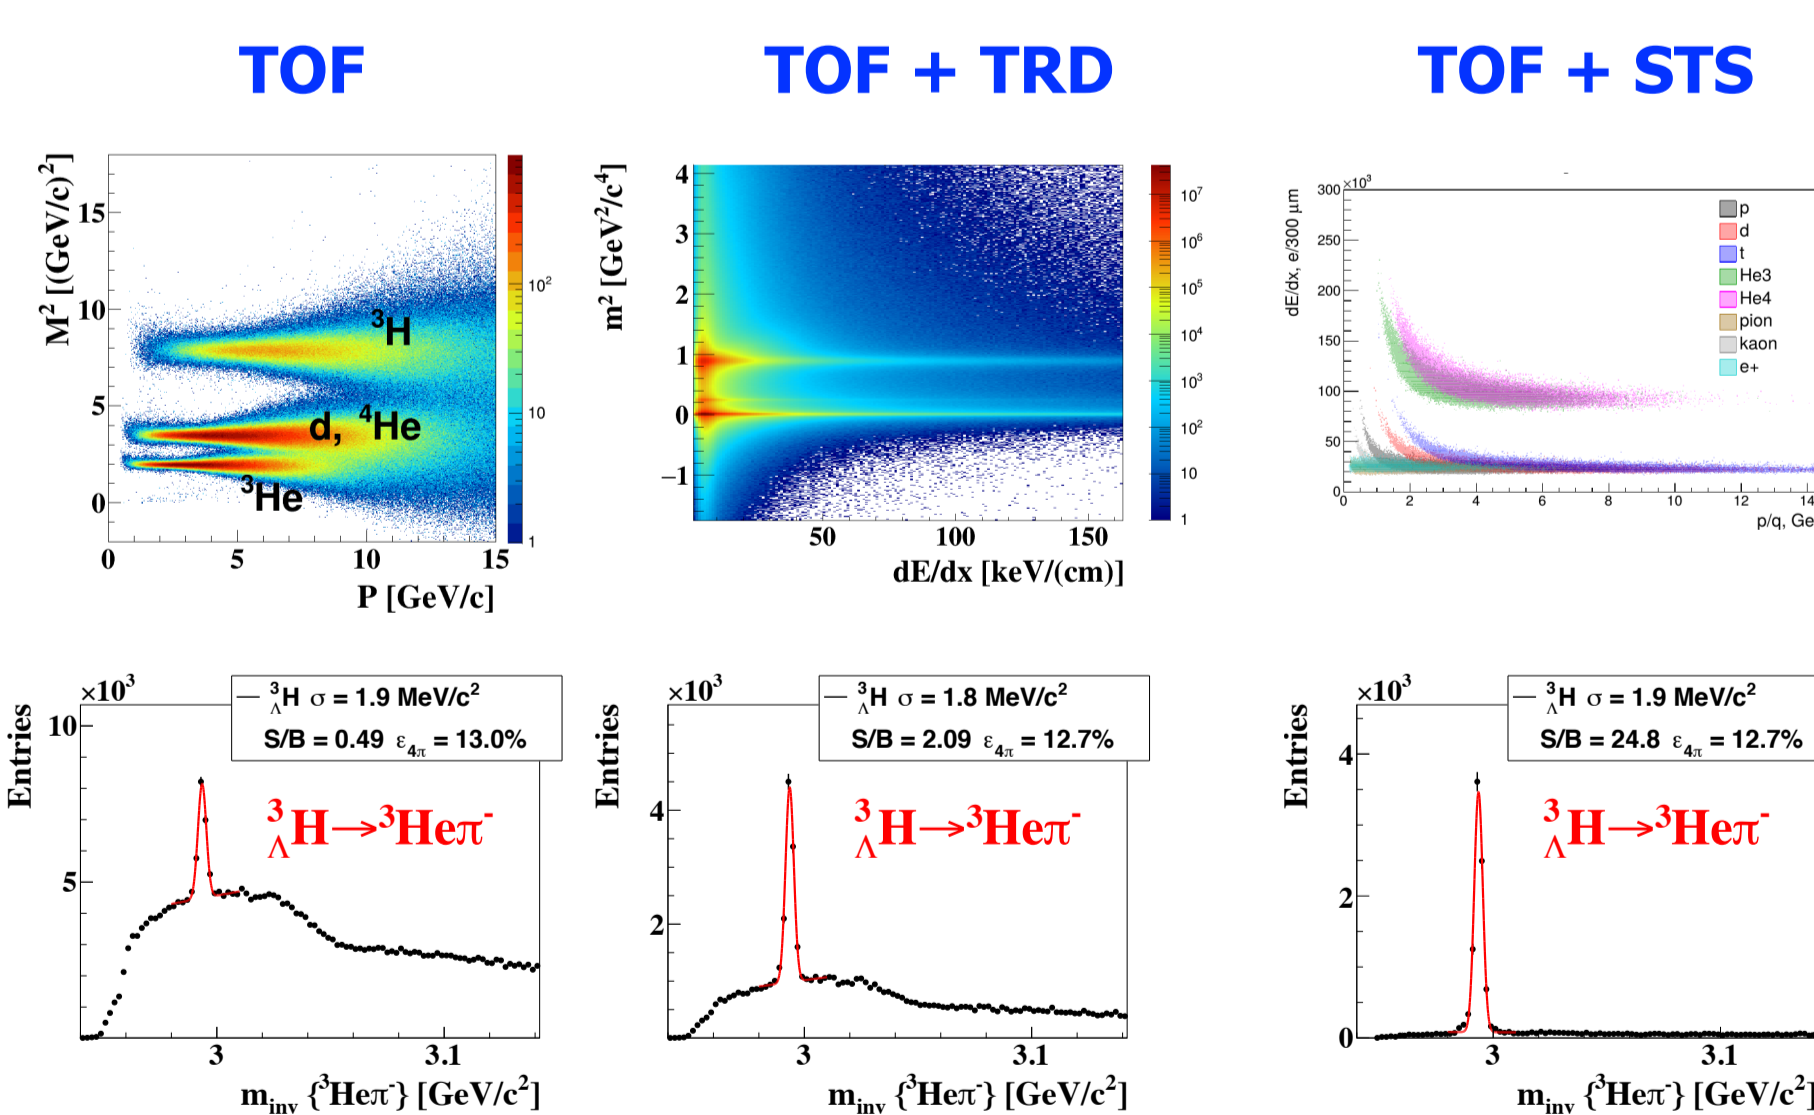 TOF
TOF + TRD
TOF + STS
M² [(GeV/c)²]
15
10
5
0
³H
d, ⁴He
³He
0 5 10 15
P [GeV/c]
10²
10
1
m² [GeV²/c⁴]
4
3
2
1
0
−1
50 100 150
dE/dx [keV/(cm)]
10⁷
10⁶
10⁵
10⁴
10³
10²
10
1
dE/dx, e/300 μm
×10³
300
250
200
150
100
50
0
p
d
t
He3
He4
pion
kaon
e+
0 2 4 6 8 10 12 14
p/q, Ge
Entries
×10³
10
5
³ΛH σ = 1.9 MeV/c²
S/B = 0.49 ε4π = 13.0%
³ΛH→³Heπ⁻
3 3.1
m_inv {³Heπ⁻} [GeV/c²]
Entries
×10³
4
2
³ΛH σ = 1.8 MeV/c²
S/B = 2.09 ε4π = 12.7%
³ΛH→³Heπ⁻
3 3.1
m_inv {³Heπ⁻} [GeV/c²]
Entries
×10³
4
2
0
³ΛH σ = 1.9 MeV/c²
S/B = 24.8 ε4π = 12.7%
³ΛH→³Heπ⁻
3 3.1
m_inv {³Heπ⁻} [GeV/c²]